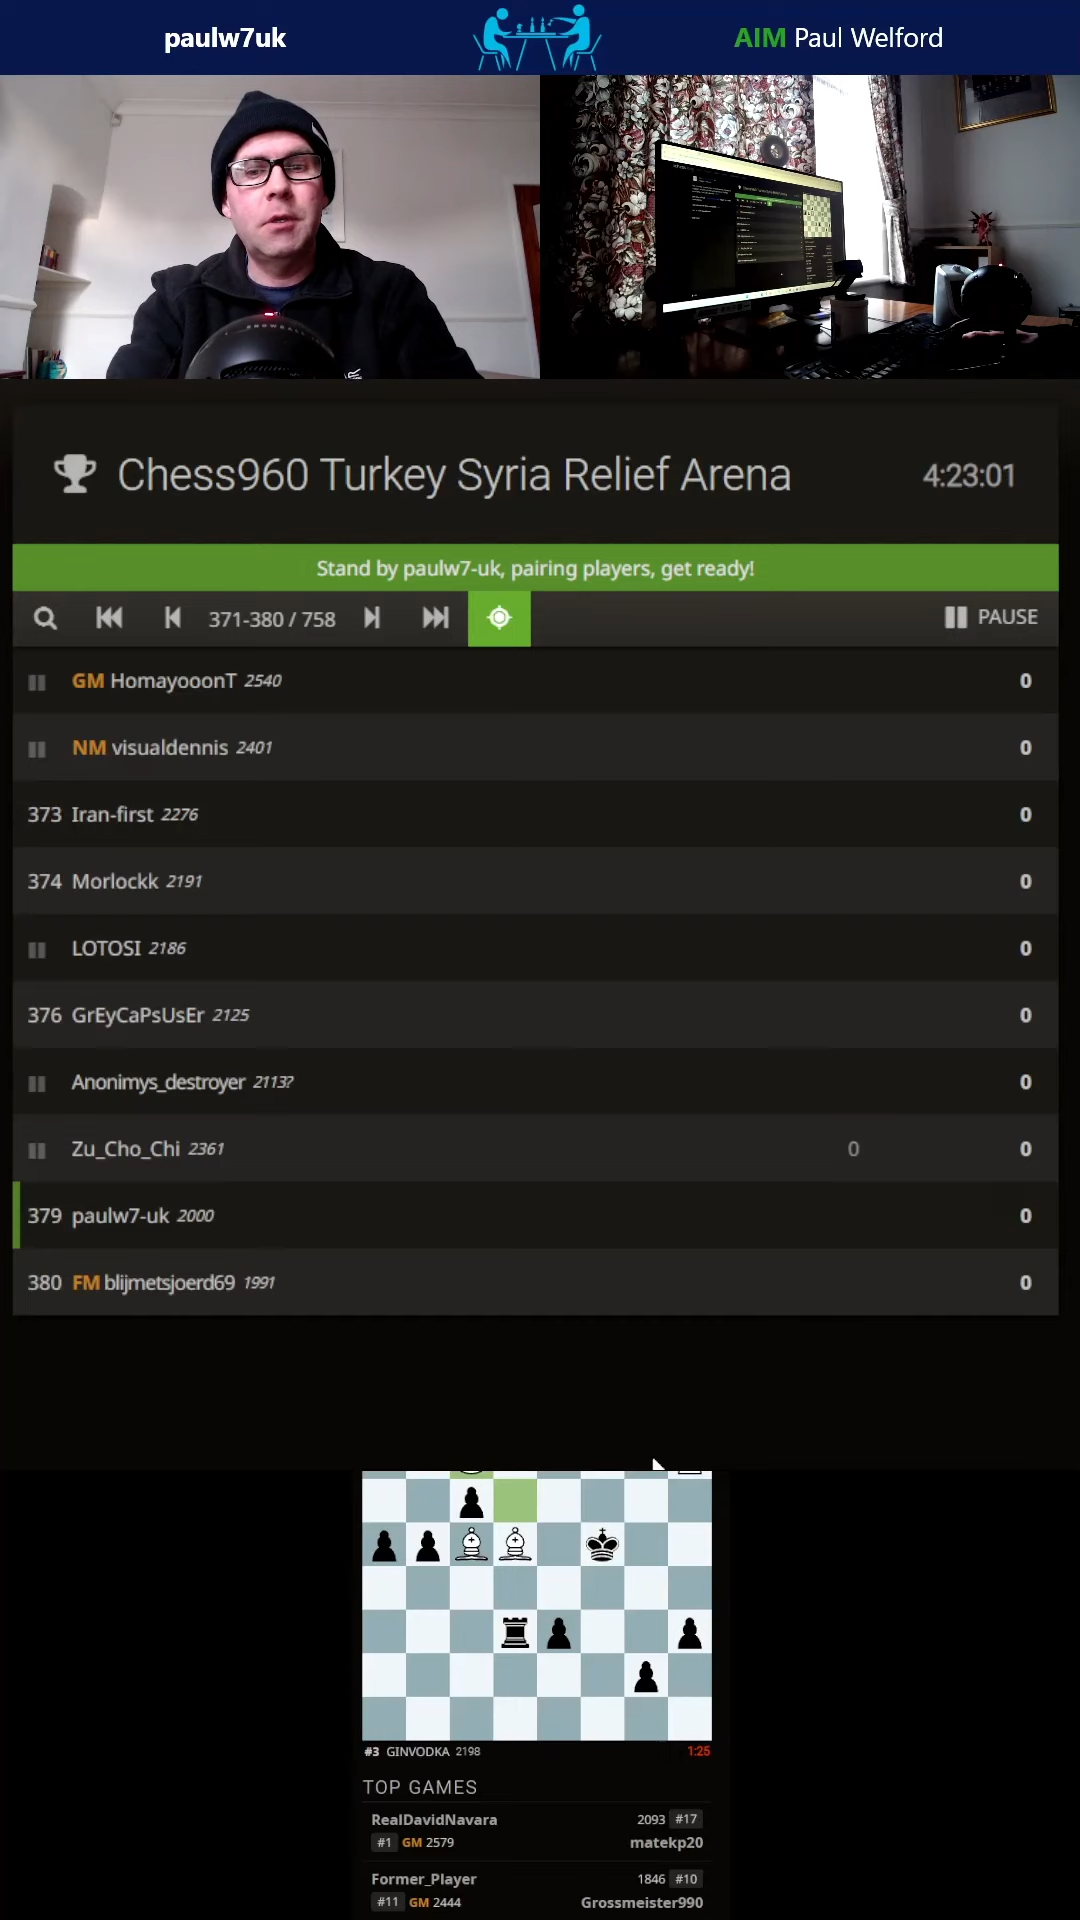 paulw7uk
AIM Paul Welford
Chess960 Turkey Syria Relief Arena 4:23:01
Stand by paulw7-uk, pairing players, get ready!
371-380 / 758 PAUSE
GM HomayooonT 2540 0
NM visualdennis 2401 0
373 Iran-first 2276 0
374 Morlockk 2191 0
LOTOSI 2186 0
376 GrEyCaPsUsEr 2125 0
Anonimys_destroyer 2113? 0
Zu_Cho_Chi 2361 0 0
379 paulw7-uk 2000 0
380 FM blijmetsjoerd69 1991 0
#3 GINVODKA 2198 1:25
TOP GAMES
RealDavidNavara 2093 #17
#1 GM 2579 matekp20
Former_Player 1846 #10
#11 GM 2444 Grossmeister990